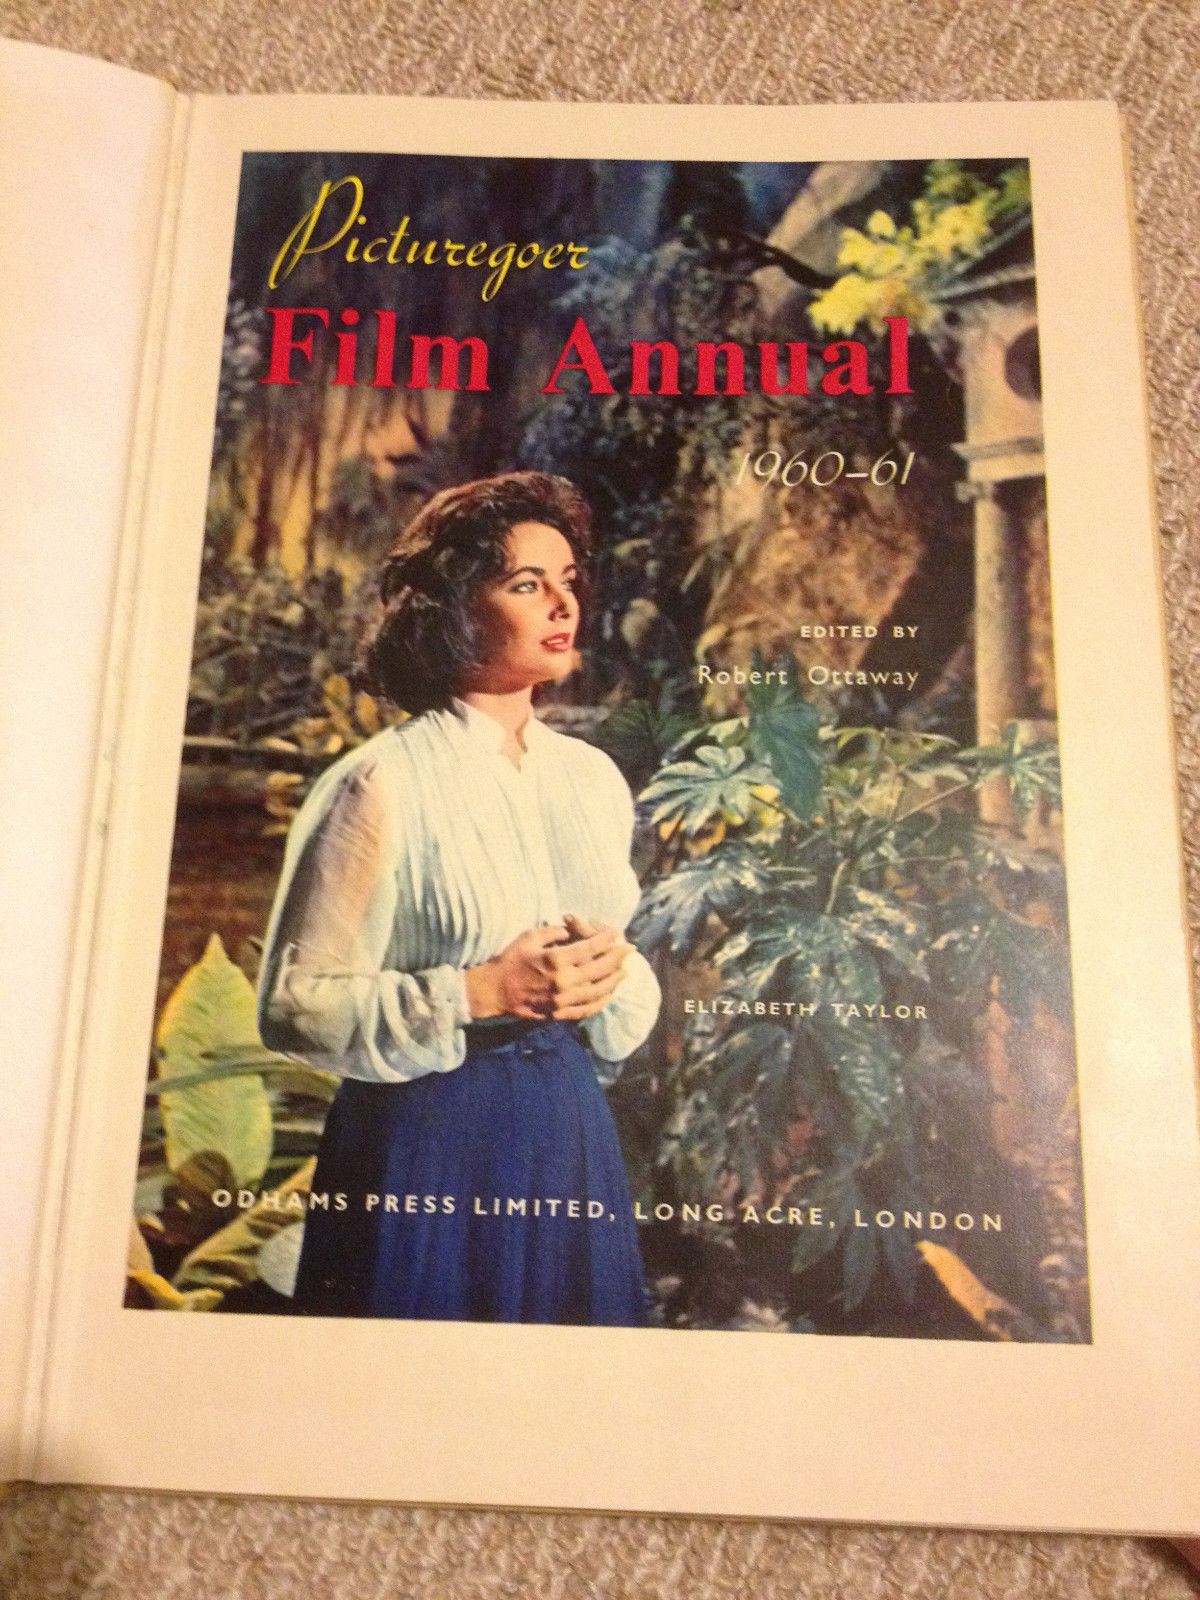 Picturegoer
Film Annual
1960-61
EDITED BY
Robert Ottaway
ELIZABETH TAYLOR
ODHAMS PRESS LIMITED, LONG ACRE, LONDON